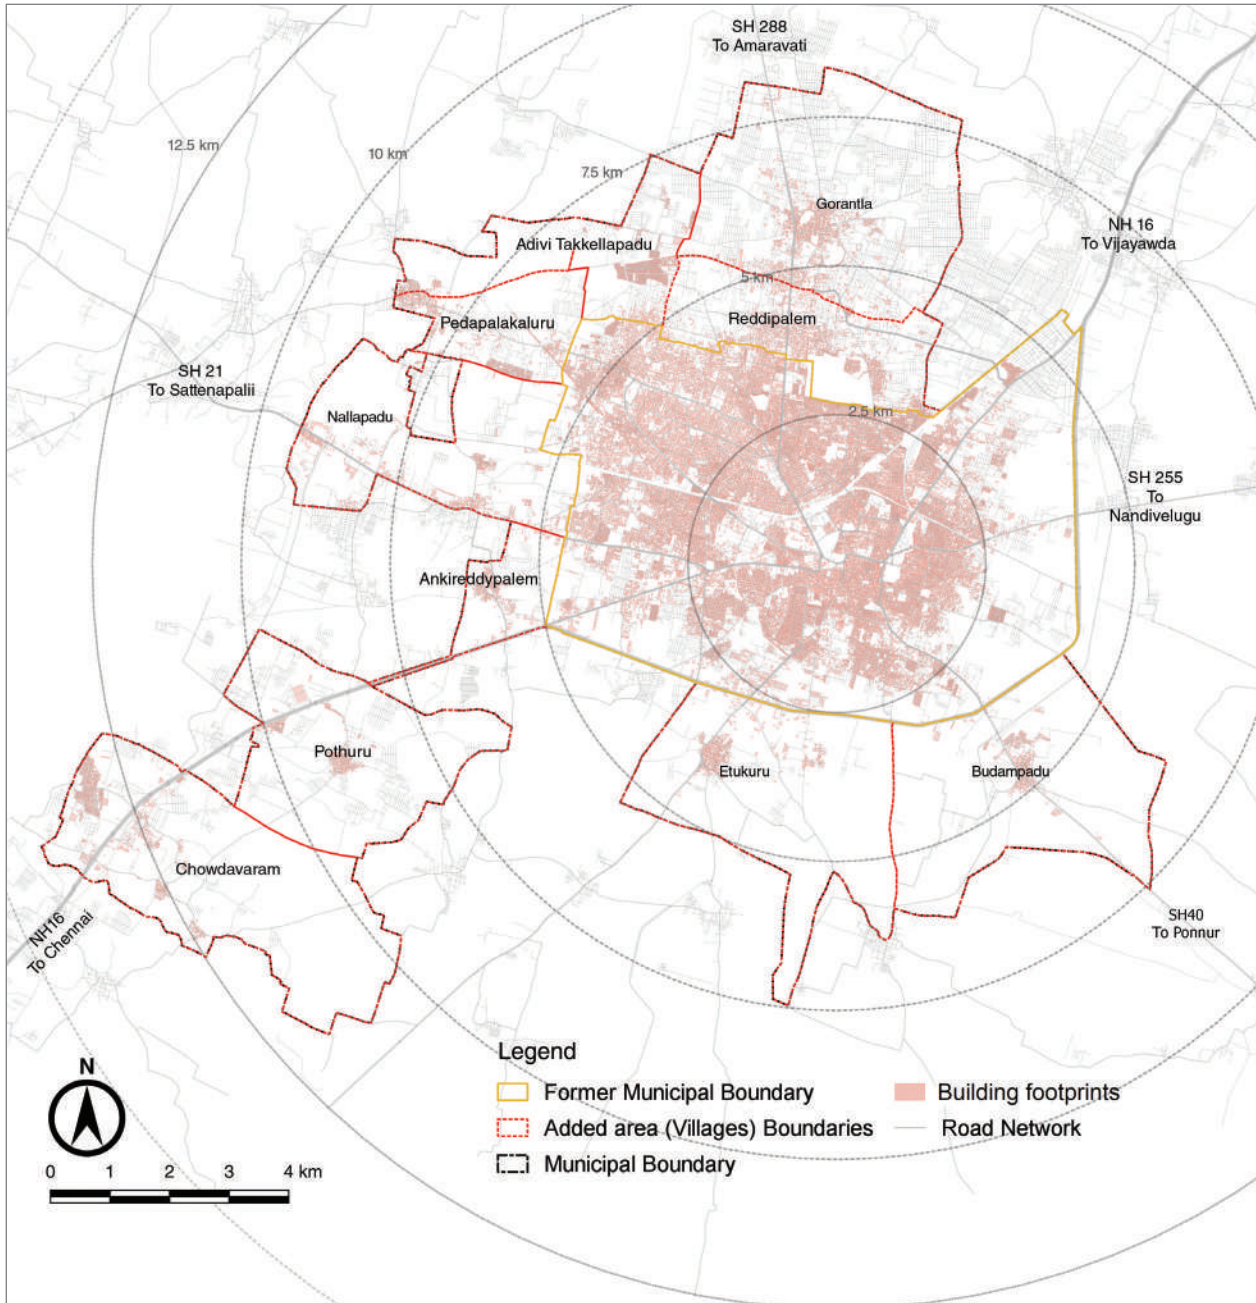 SH 288
To Amaravati
12.5 km
10 km
7.5 km
Gorantla
NH 16
To Vijayawda
Adivi Takkellapadu
5 km
Pedapalakaluru
Reddipalem
SH 21
To Sattenapalii
Nallapadu
2.5 km
SH 255
To
Nandivelugu
Ankireddypalem
Pothuru
Etukuru
Budampadu
Chowdavaram
NH16
To Chennai
SH40
To Ponnur
Legend
Former Municipal Boundary
Building footprints
Added area (Villages) Boundaries
Road Network
Municipal Boundary
N
0 1 2 3 4 km